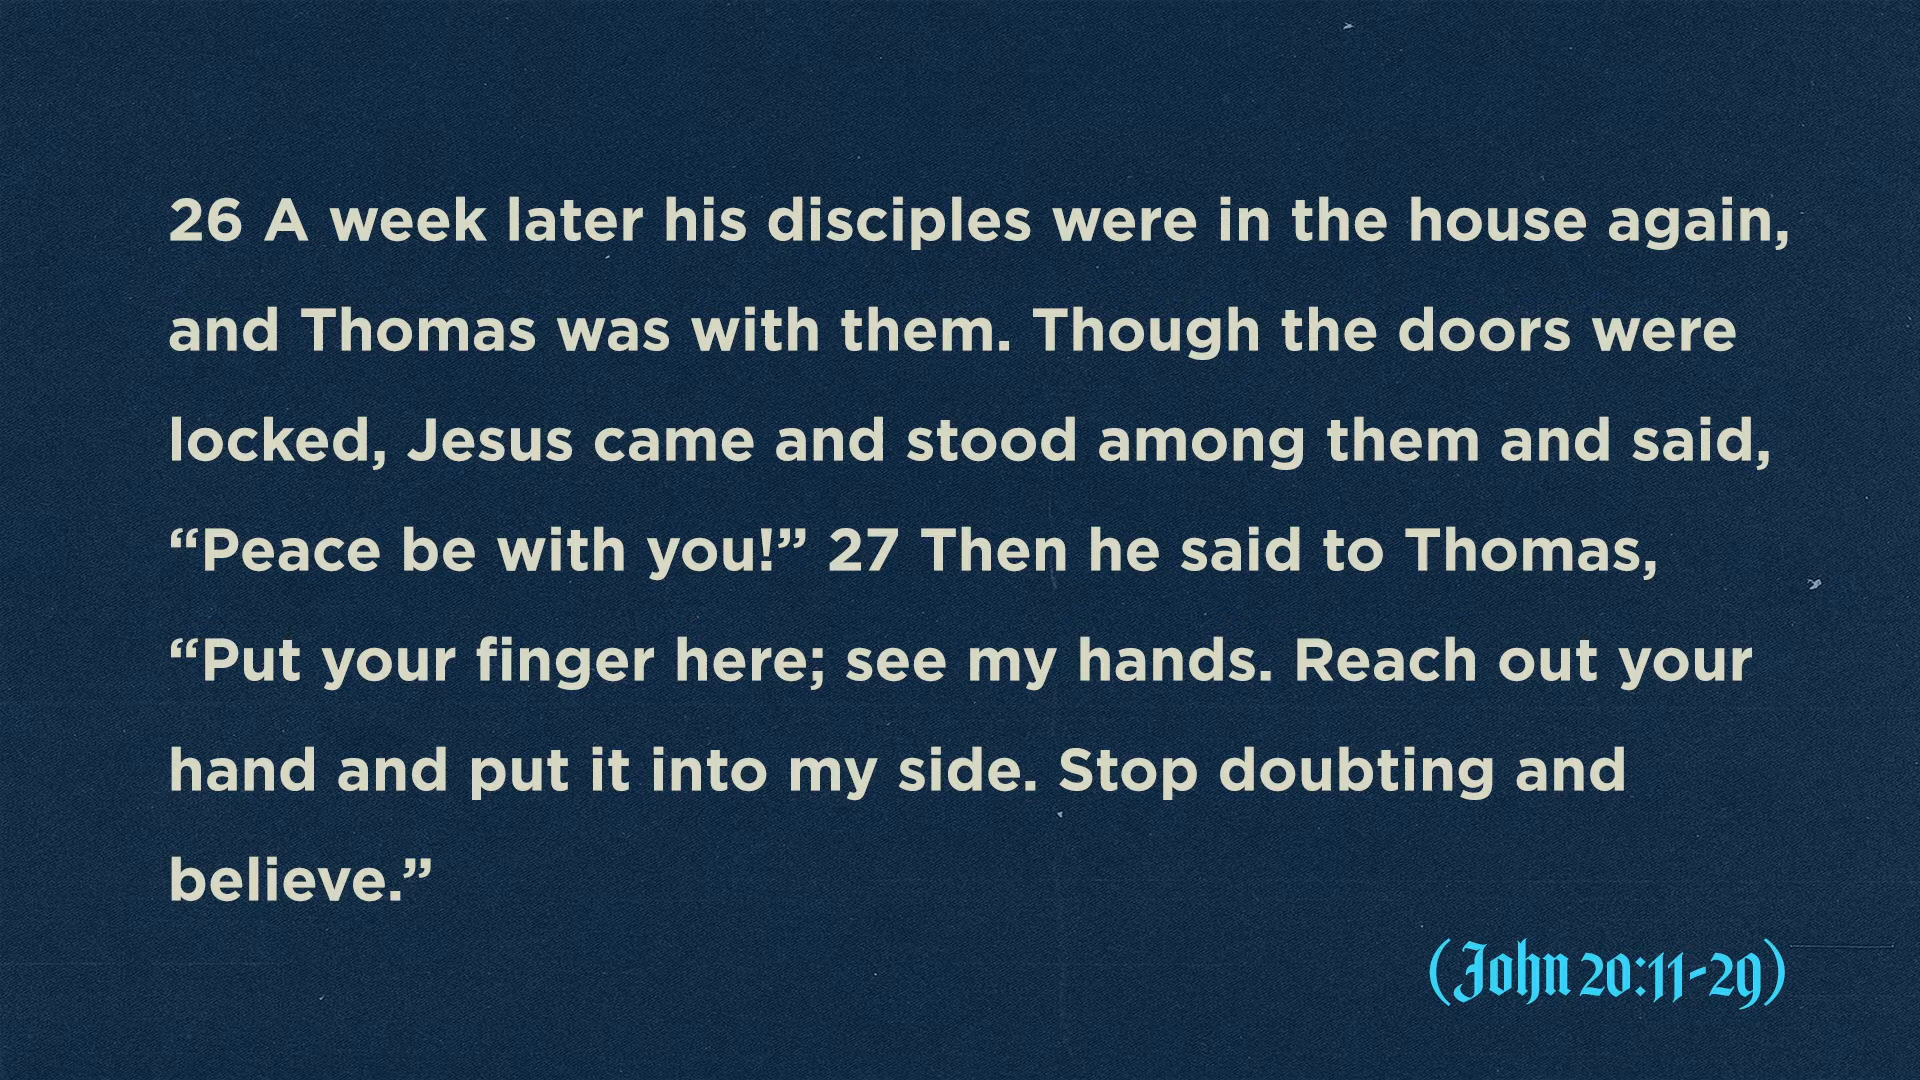 26 A week later his disciples were in the house again,
and Thomas was with them. Though the doors were
locked, Jesus came and stood among them and said,
“Peace be with you!” 27 Then he said to Thomas,
“Put your finger here; see my hands. Reach out your
hand and put it into my side. Stop doubting and
believe.”
(John 20:11-29)